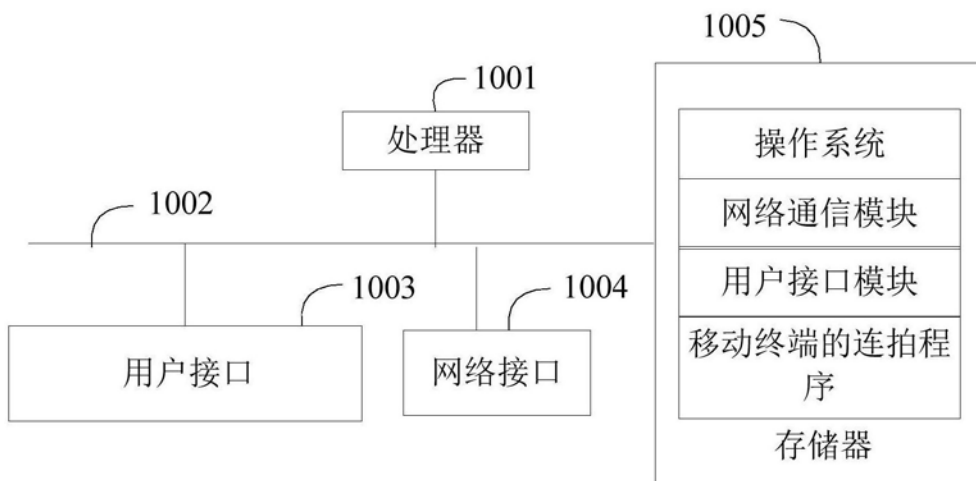 1005
1001
处理器
操作系统
1002
网络通信模块
用户接口模块
1003
1004
用户接口
网络接口
移动终端的连拍程
序
存储器